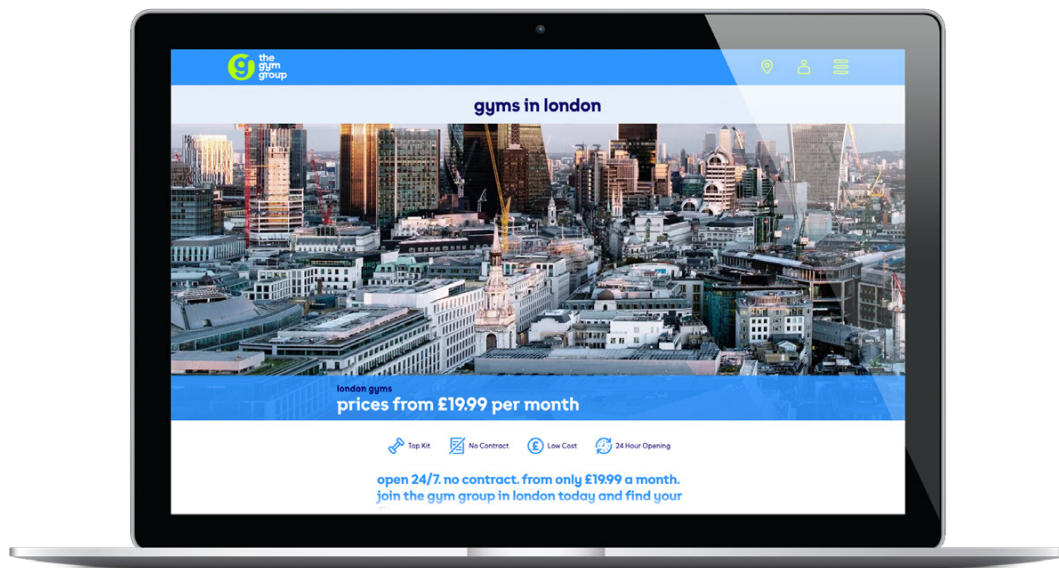 the
gym
group
gyms in london
london gyms
prices from £19.99 per month
Top Kit
No Contract
Low Cost
24 Hour Opening
open 24/7. no contract. from only £19.99 a month.
join the gym group in london today and find your